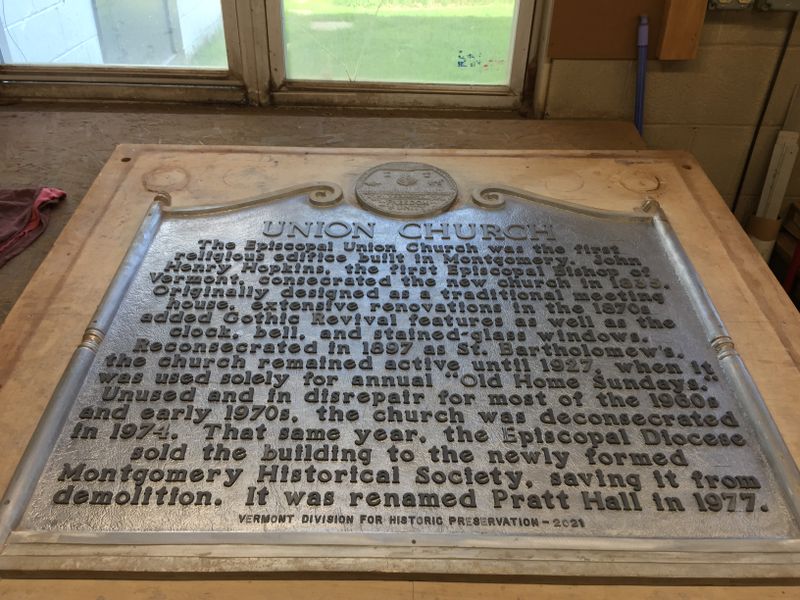 FREEDOM
UNION CHURCH
The Episcopal Union Church was the first
religious edifice built in Montgomery. John
Henry Hopkins, the first Episcopal Bishop of
Vermont, consecrated the new church in 1835.
Originally designed as a traditional meeting
house, extensive renovations in the 1870s
added Gothic Revival features as well as the
clock, bell, and stained-glass windows.
Reconsecrated in 1897 as St. Bartholomew's,
the church remained active until 1927, when it
was used solely for annual "Old Home Sundays."
Unused and in disrepair for most of the 1960s
and early 1970s, the church was deconsecrated
in 1974. That same year, the Episcopal Diocese
sold the building to the newly formed
Montgomery Historical Society, saving it from
demolition. It was renamed Pratt Hall in 1977.
VERMONT DIVISION FOR HISTORIC PRESERVATION - 2021